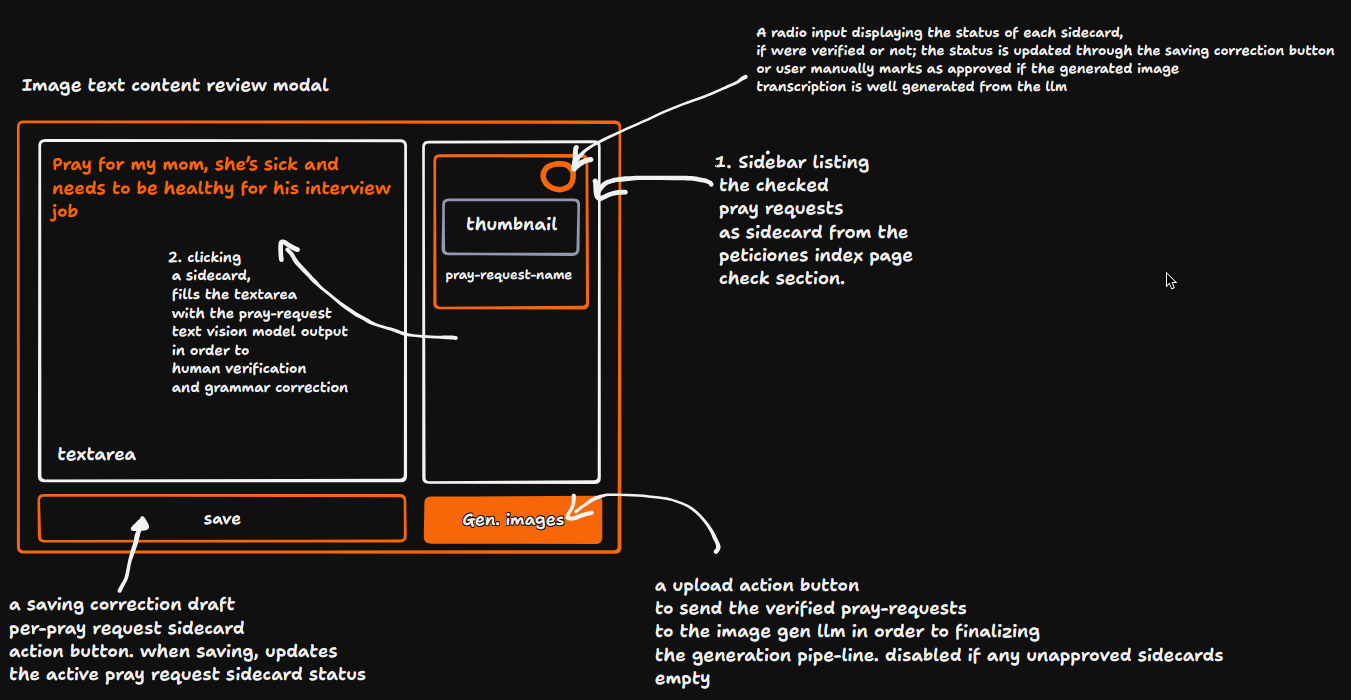 A radio input displaying the status of each sidecard,
if were verified or not; the status is updated through the saving correction button
or user manually marks as approved if the generated image
transcription is well generated from the llm
Image text content review modal
Pray for my mom, she's sick and
needs to be healthy for his interview
job
2. clicking
a sidecard,
fills the textarea
with the pray-request
text vision model output
in order to
human verification
and grammar correction
textarea
thumbnail
pray-request-name
1. Sidebar listing
the checked
pray requests
as sidecard from the
peticiones index page
check section.
save
Gen. images
a saving correction draft
per-pray request sidecard
action button. when saving, updates
the active pray request sidecard status
a upload action button
to send the verified pray-requests
to the image gen llm in order to finalizing
the generation pipe-line. disabled if any unapproved sidecards
empty